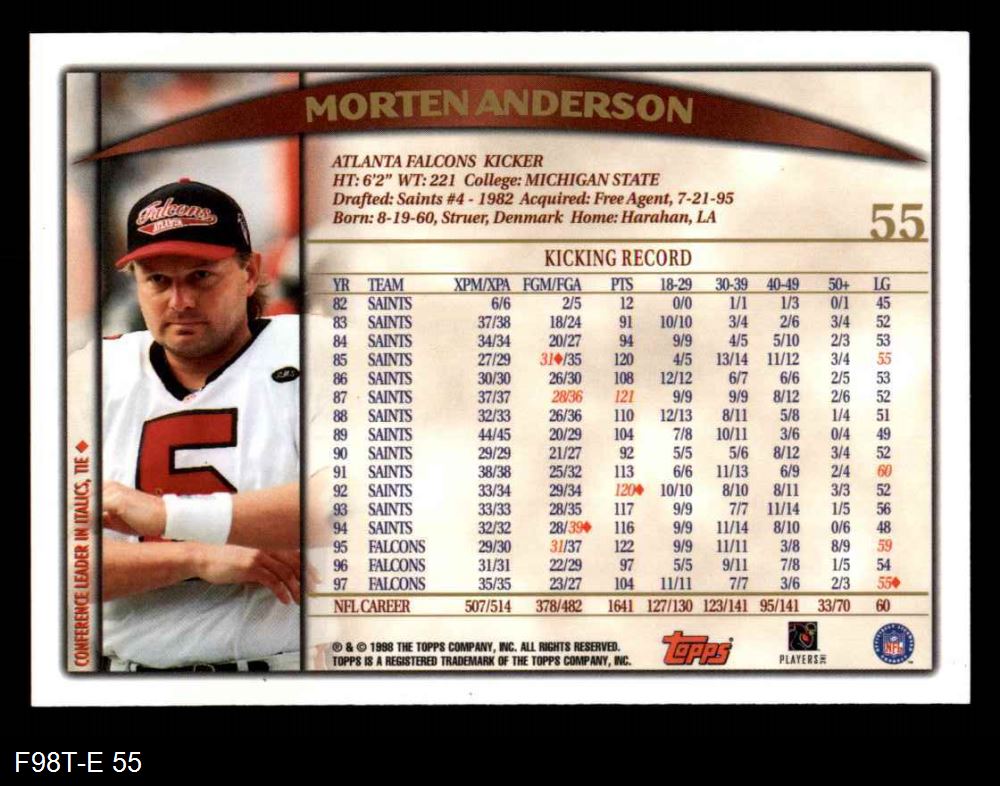 MORTEN ANDERSON
ATLANTA FALCONS KICKER
HT: 6'2" WT: 221 College: MICHIGAN STATE
Drafted: Saints #4 - 1982 Acquired: Free Agent, 7-21-95
Born: 8-19-60, Struer, Denmark Home: Harahan, LA
55
KICKING RECORD
YR TEAM XPM/XPA FGM/FGA PTS 18-29 30-39 40-49 50+ LG
82 SAINTS 6/6 2/5 12 0/0 1/1 1/3 0/1 45
83 SAINTS 37/38 18/24 91 10/10 3/4 2/6 3/4 52
84 SAINTS 34/34 20/27 94 9/9 4/5 5/10 2/3 53
85 SAINTS 27/29 31♦/35 120 4/5 13/14 11/12 3/4 55
86 SAINTS 30/30 26/30 108 12/12 6/7 6/6 2/5 53
87 SAINTS 37/37 28/36 121 9/9 9/9 8/12 2/6 52
88 SAINTS 32/33 26/36 110 12/13 8/11 5/8 1/4 51
89 SAINTS 44/45 20/29 104 7/8 10/11 3/6 0/4 49
90 SAINTS 29/29 21/27 92 5/5 5/6 8/12 3/4 52
91 SAINTS 38/38 25/32 113 6/6 11/13 6/9 2/4 60
92 SAINTS 33/34 29/34 120♦ 10/10 8/10 8/11 3/3 52
93 SAINTS 33/33 28/35 117 9/9 7/7 11/14 1/5 56
94 SAINTS 32/32 28/39♦ 116 9/9 11/14 8/10 0/6 48
95 FALCONS 29/30 31/37 122 9/9 11/11 3/8 8/9 59
96 FALCONS 31/31 22/29 97 5/5 9/11 7/8 1/5 54
97 FALCONS 35/35 23/27 104 11/11 7/7 3/6 2/3 55♦
NFL CAREER 507/514 378/482 1641 127/130 123/141 95/141 33/70 60
CONFERENCE LEADER IN ITALICS, TIE ♦
Falcons
ATLANTA
5
® & © 1998 THE TOPPS COMPANY, INC. ALL RIGHTS RESERVED.
TOPPS IS A REGISTERED TRADEMARK OF THE TOPPS COMPANY, INC.
topps
PLAYERS INC
NFL
F98T-E 55